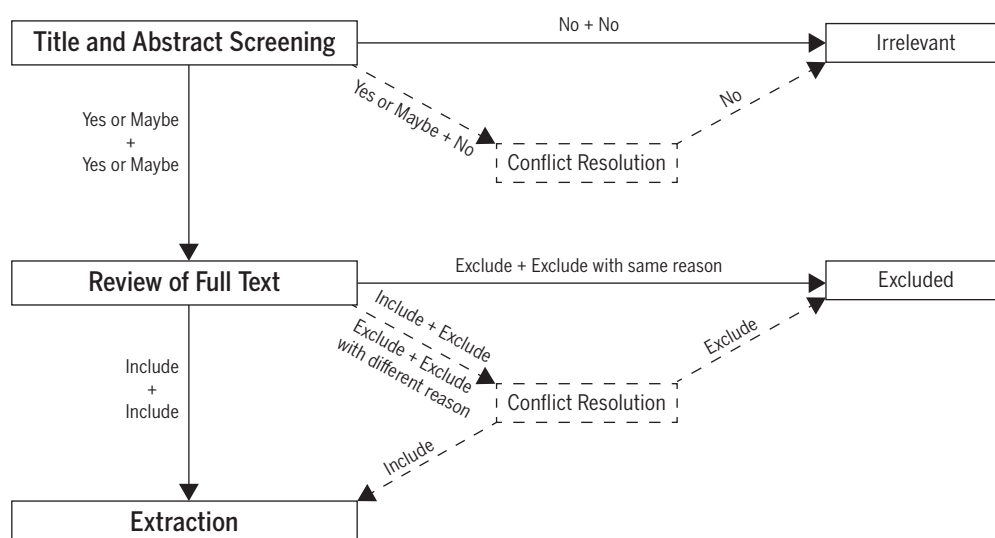 Title and Abstract Screening
No + No
Irrelevant
Yes or Maybe
+
Yes or Maybe
Yes or Maybe + No
No
Conflict Resolution
Review of Full Text
Exclude + Exclude with same reason
Excluded
Include + Exclude
Exclude + Exclude
with different reason
Exclude
Include
+
Include
Conflict Resolution
Include
Extraction